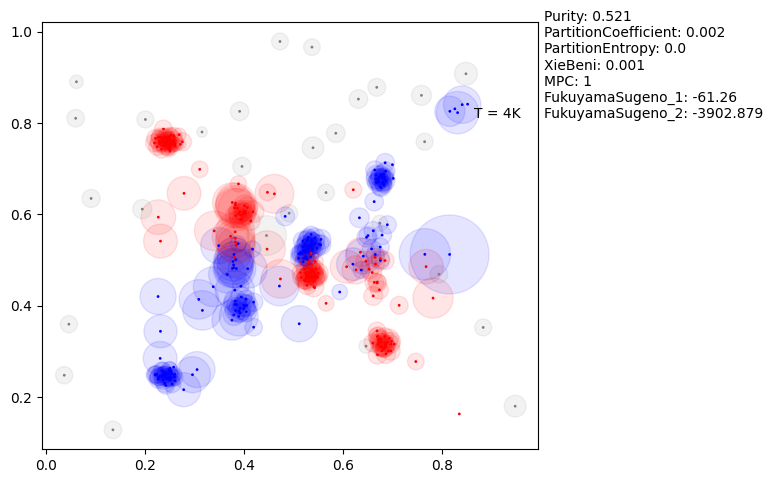 Purity: 0.521
PartitionCoefficient: 0.002
PartitionEntropy: 0.0
XieBeni: 0.001
MPC: 1
FukuyamaSugeno_1: -61.26
FukuyamaSugeno_2: -3902.879
T = 4K
1.0
0.8
0.6
0.4
0.2
0.0 0.2 0.4 0.6 0.8